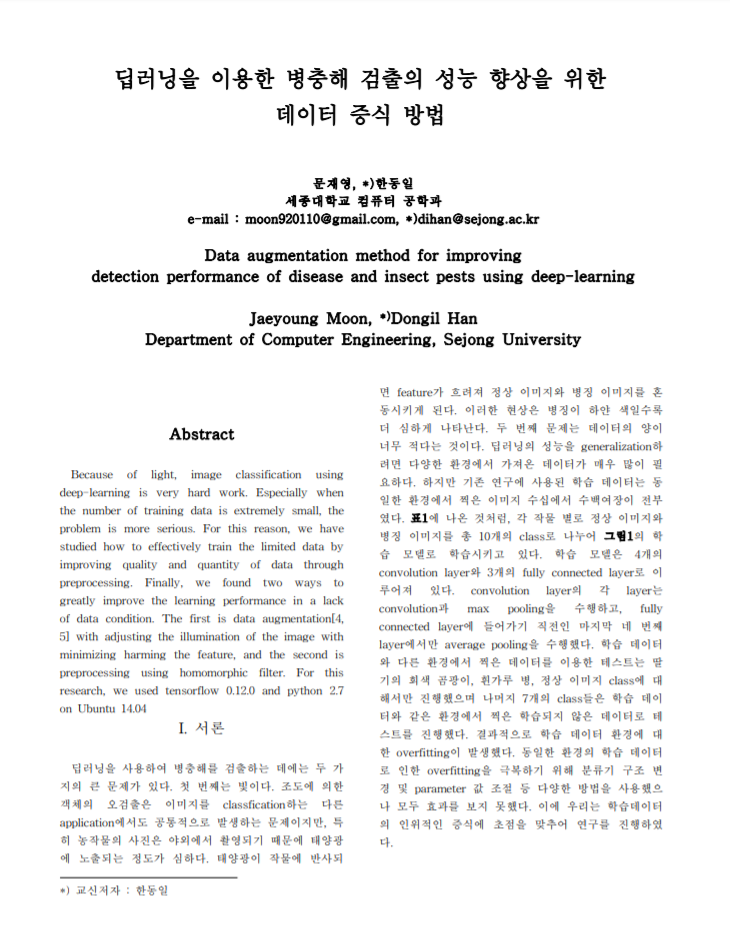 딥러닝을 이용한 병충해 검출의 성능 향상을 위한
데이터 증식 방법
문재영, *)한동일
세종대학교 컴퓨터 공학과
e-mail : moon920110@gmail.com, *)dihan@sejong.ac.kr
Data augmentation method for improving
detection performance of disease and insect pests using deep-learning
Jaeyoung Moon, *)Dongil Han
Department of Computer Engineering, Sejong University
Abstract
Because of light, image classification using
deep-learning is very hard work. Especially when
the number of training data is extremely small, the
problem is more serious. For this reason, we have
studied how to effectively train the limited data by
improving quality and quantity of data through
preprocessing. Finally, we found two ways to
greatly improve the learning performance in a lack
of data condition. The first is data augmentation[4,
5] with adjusting the illumination of the image with
minimizing harming the feature, and the second is
preprocessing using homomorphic filter. For this
research, we used tensorflow 0.12.0 and python 2.7
on Ubuntu 14.04
I. 서론
딥러닝을 사용하여 병충해를 검출하는 데에는 두 가
지의 큰 문제가 있다. 첫 번째는 빛이다. 조도에 의한
객체의 오검출은 이미지를 classfication하는 다른
application에서도 공통적으로 발생하는 문제이지만, 특
히 농작물의 사진은 야외에서 촬영되기 때문에 태양광
에 노출되는 정도가 심하다. 태양광이 작물에 반사되
*) 교신저자 : 한동일
면 feature가 흐려져 정상 이미지와 병징 이미지를 혼
동시키게 된다. 이러한 현상은 병징이 하얀 색일수록
더 심하게 나타난다. 두 번째 문제는 데이터의 양이
너무 적다는 것이다. 딥러닝의 성능을 generalization하
려면 다양한 환경에서 가져온 데이터가 매우 많이 필
요하다. 하지만 기존 연구에 사용된 학습 데이터는 동
일한 환경에서 찍은 이미지 수십에서 수백여장이 전부
였다. 표1에 나온 것처럼, 각 작물 별로 정상 이미지와
병징 이미지를 총 10개의 class로 나누어 그림1의 학
습 모델로 학습시키고 있다. 학습 모델은 4개의
convolution layer와 3개의 fully connected layer로 이
루어져 있다. convolution layer의 각 layer는
convolution과 max pooling을 수행하고, fully
connected layer에 들어가기 직전인 마지막 네 번째
layer에서만 average pooling을 수행했다. 학습 데이터
와 다른 환경에서 찍은 데이터를 이용한 테스트는 딸
기의 회색 곰팡이, 흰가루 병, 정상 이미지 class에 대
해서만 진행했으며 나머지 7개의 class들은 학습 데이
터와 같은 환경에서 찍은 학습되지 않은 데이터로 테
스트를 진행했다. 결과적으로 학습 데이터 환경에 대
한 overfitting이 발생했다. 동일한 환경의 학습 데이터
로 인한 overfitting을 극복하기 위해 분류기 구조 변
경 및 parameter 값 조절 등 다양한 방법을 사용했으
나 모두 효과를 보지 못했다. 이에 우리는 학습데이터
의 인위적인 증식에 초점을 맞추어 연구를 진행하였
다.